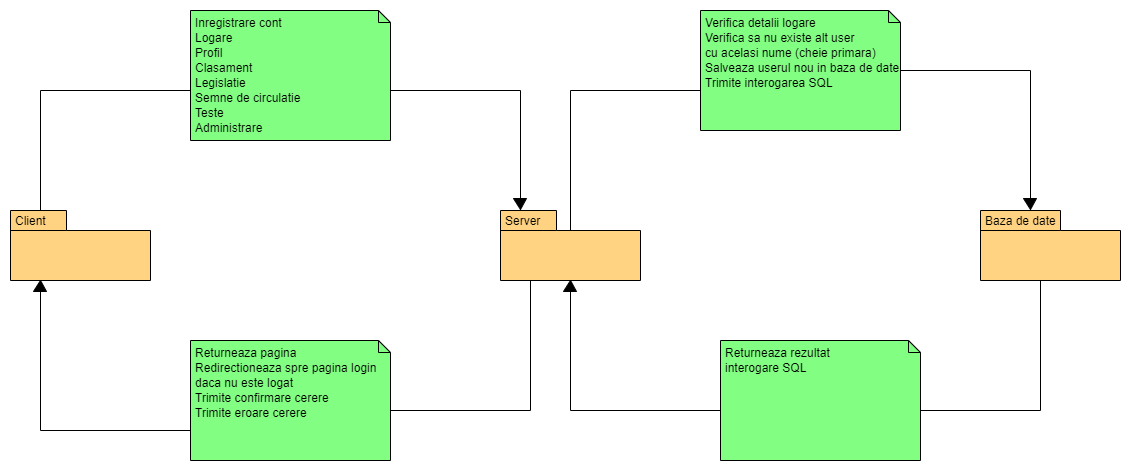 Inregistrare cont
Logare
Profil
Clasament
Legislatie
Semne de circulatie
Teste
Administrare
Verifica detalii logare
Verifica sa nu existe alt user
cu acelasi nume (cheie primara)
Salveaza userul nou in baza de date
Trimite interogarea SQL
Client
Server
Baza de date
Returneaza pagina
Redirectioneaza spre pagina login
daca nu este logat
Trimite confirmare cerere
Trimite eroare cerere
Returneaza rezultat
interogare SQL